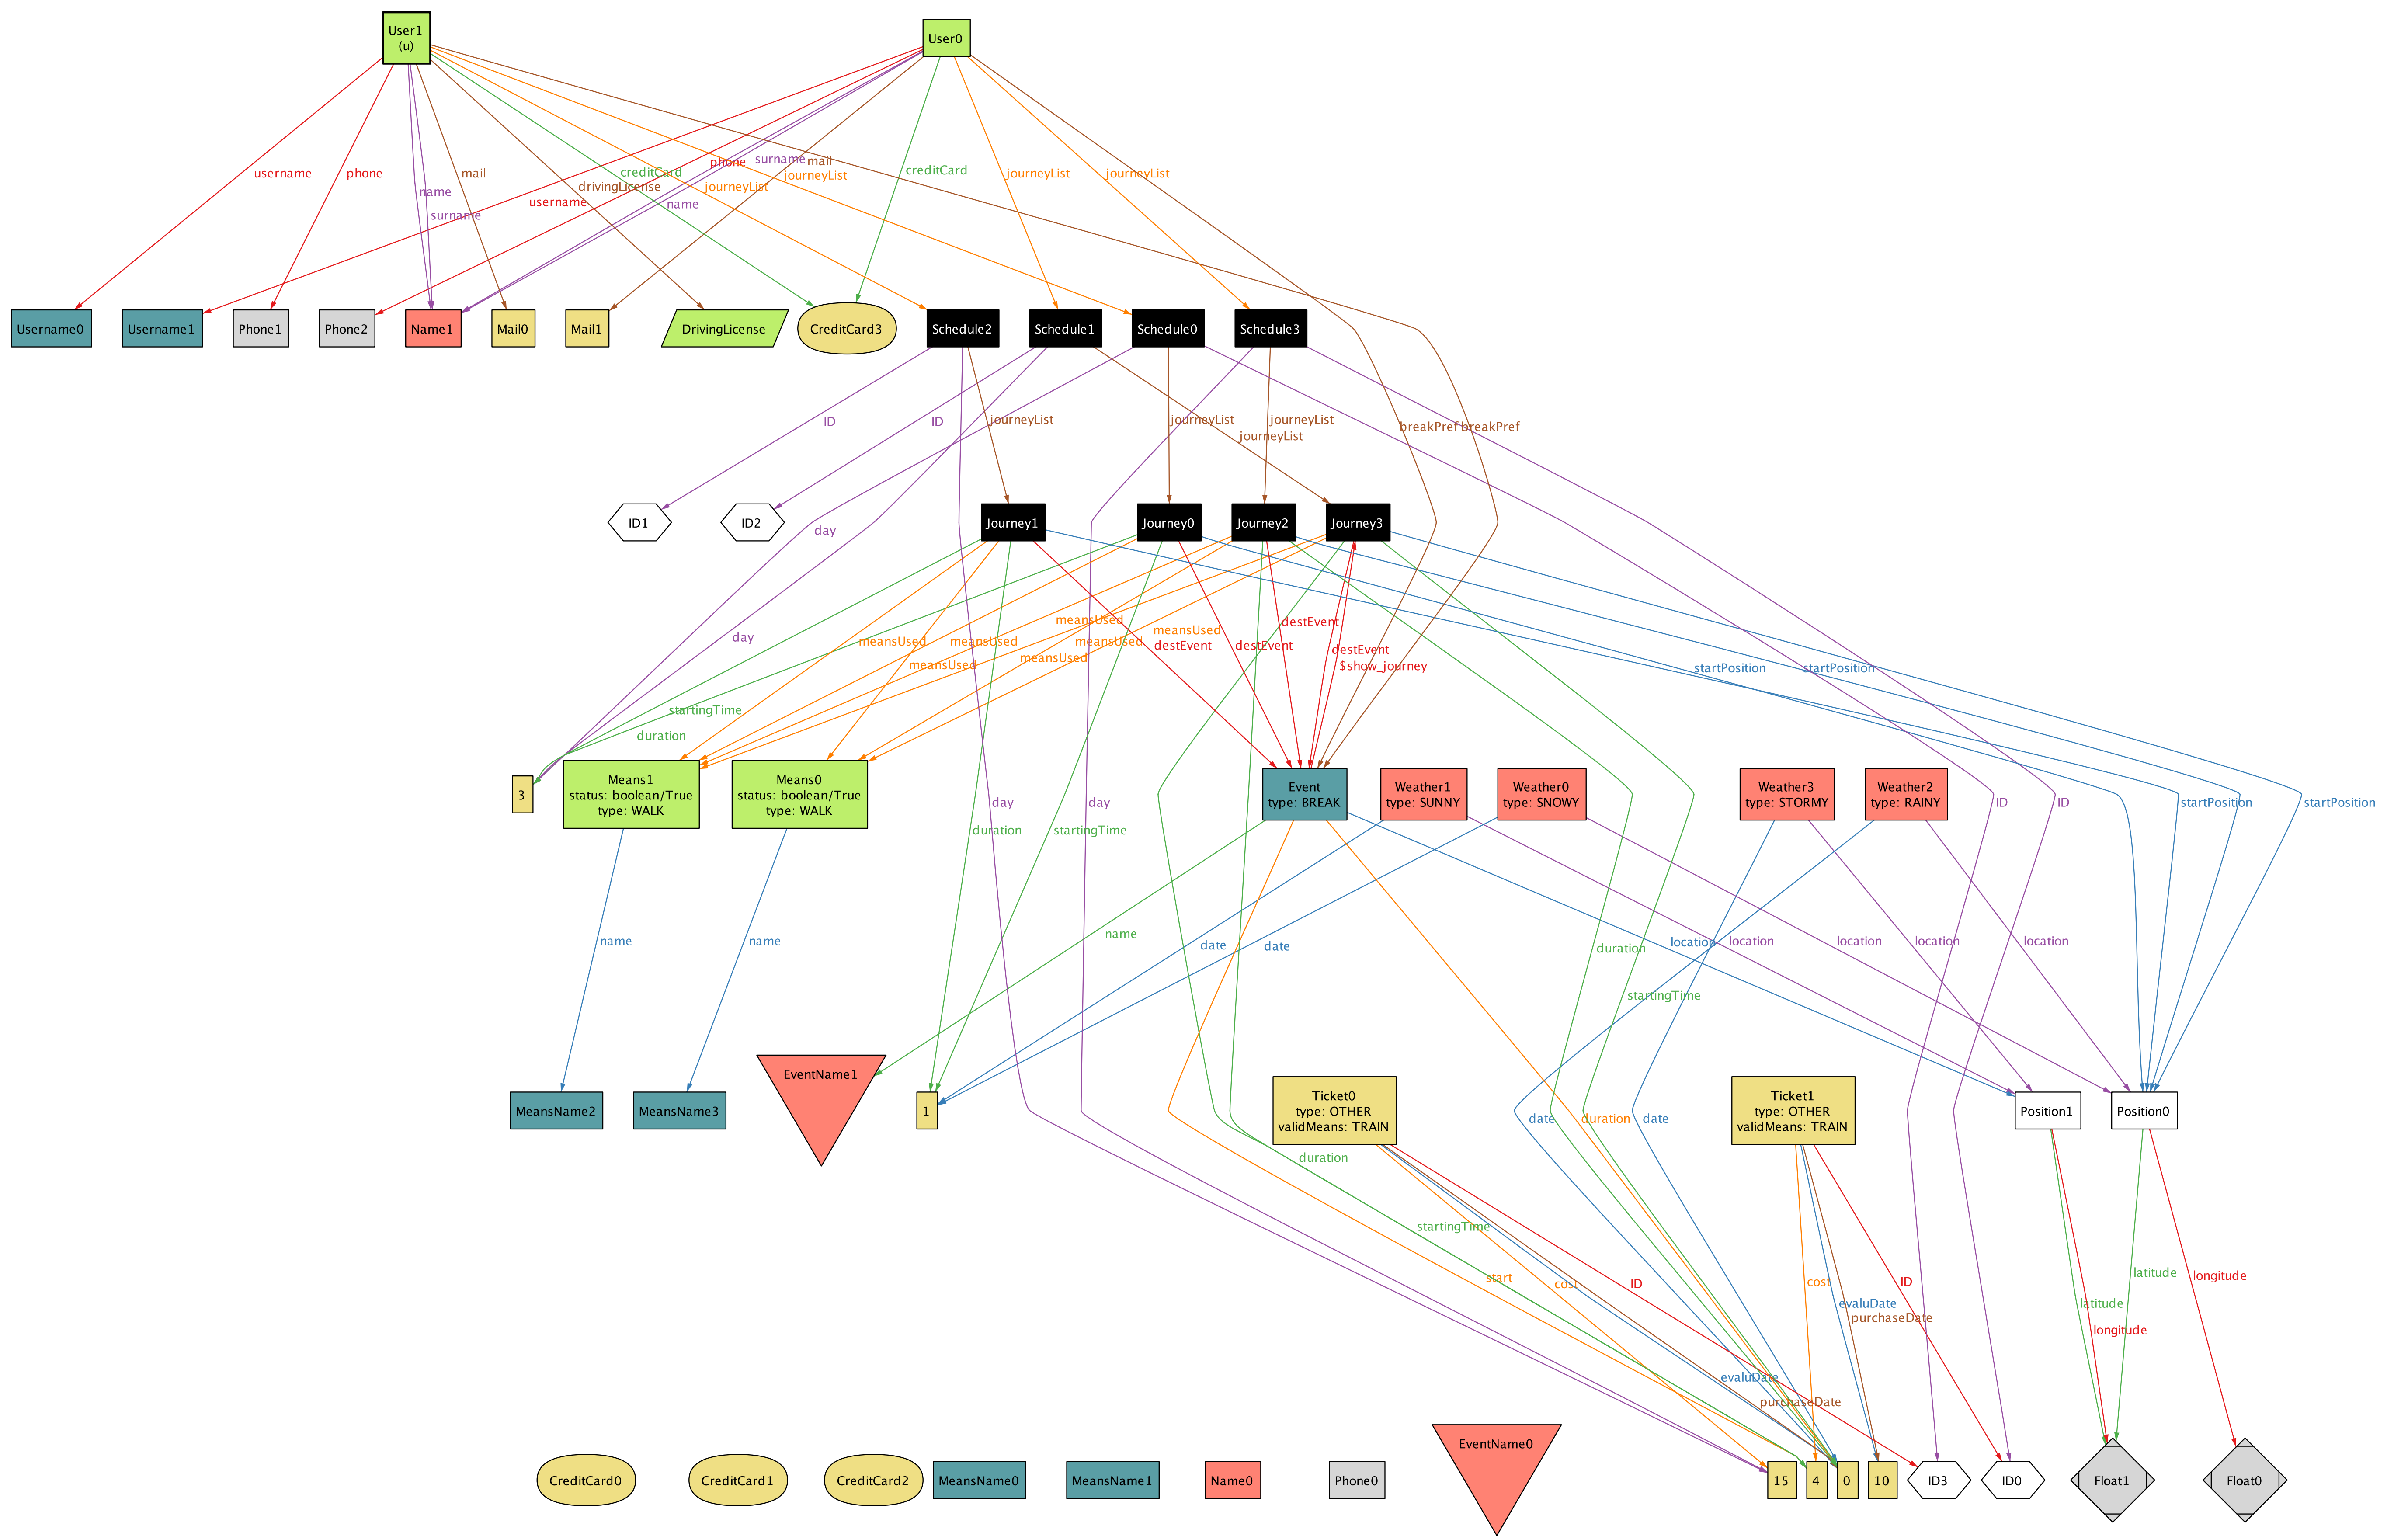 User1
(u)
User0
username
phone
name
surname
mail
drivingLicense
creditCard
journeyList
username
name
phone
surname
journeyList
mail
creditCard
journeyList
journeyList
Username0
Username1
Phone1
Phone2
Name1
Mail0
Mail1
DrivingLicense
CreditCard3
Schedule2
Schedule1
Schedule0
Schedule3
ID
ID
journeyList
journeyList
journeyList
journeyList
breakPref
breakPref
ID1
ID2
day
Journey1
Journey0
Journey2
Journey3
day
meansUsed
meansUsed
meansUsed
meansUsed
meansUsed
meansUsed
meansUsed
destEvent
destEvent
destEvent
destEvent
$show_journey
startPosition
startPosition
startingTime
duration
3
Means1
status: boolean/True
type: WALK
Means0
status: boolean/True
type: WALK
day
duration
day
startingTime
Event
type: BREAK
Weather1
type: SUNNY
Weather0
type: SNOWY
Weather3
type: STORMY
Weather2
type: RAINY
ID
ID
startPosition
startPosition
name
name
name
date
date
duration
location
location
location
location
location
startingTime
MeansName2
MeansName3
EventName1
1
Ticket0
type: OTHER
validMeans: TRAIN
date
duration
date
Ticket1
type: OTHER
validMeans: TRAIN
Position1
Position0
duration
startingTime
start
cost
ID
cost
evaluDate
purchaseDate
ID
latitude
longitude
latitude
longitude
evaluDate
purchaseDate
CreditCard0
CreditCard1
CreditCard2
MeansName0
MeansName1
Name0
Phone0
EventName0
15
4
0
10
ID3
ID0
Float1
Float0